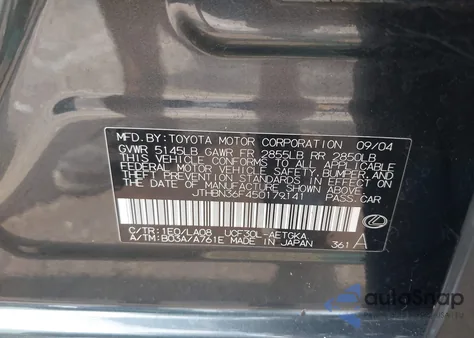 MFD. BY: TOYOTA MOTOR CORPORATION 09/04
GVWR 5145LB GAWR FR 2855LB RR 2850LB
THIS VEHICLE CONFORMS TO ALL APPLICABLE
FEDERAL MOTOR VEHICLE SAFETY, BUMPER, AND
THEFT PREVENTION STANDARDS IN EFFECT ON
THE DATE OF MANUFACTURE SHOWN ABOVE.
JTHBN36F450179141 PASS. CAR
C/TR: 1E0/LA08 UCF30L-AETGKA
A/TM: B03A/A761E MADE IN JAPAN 361 A
autoSnap